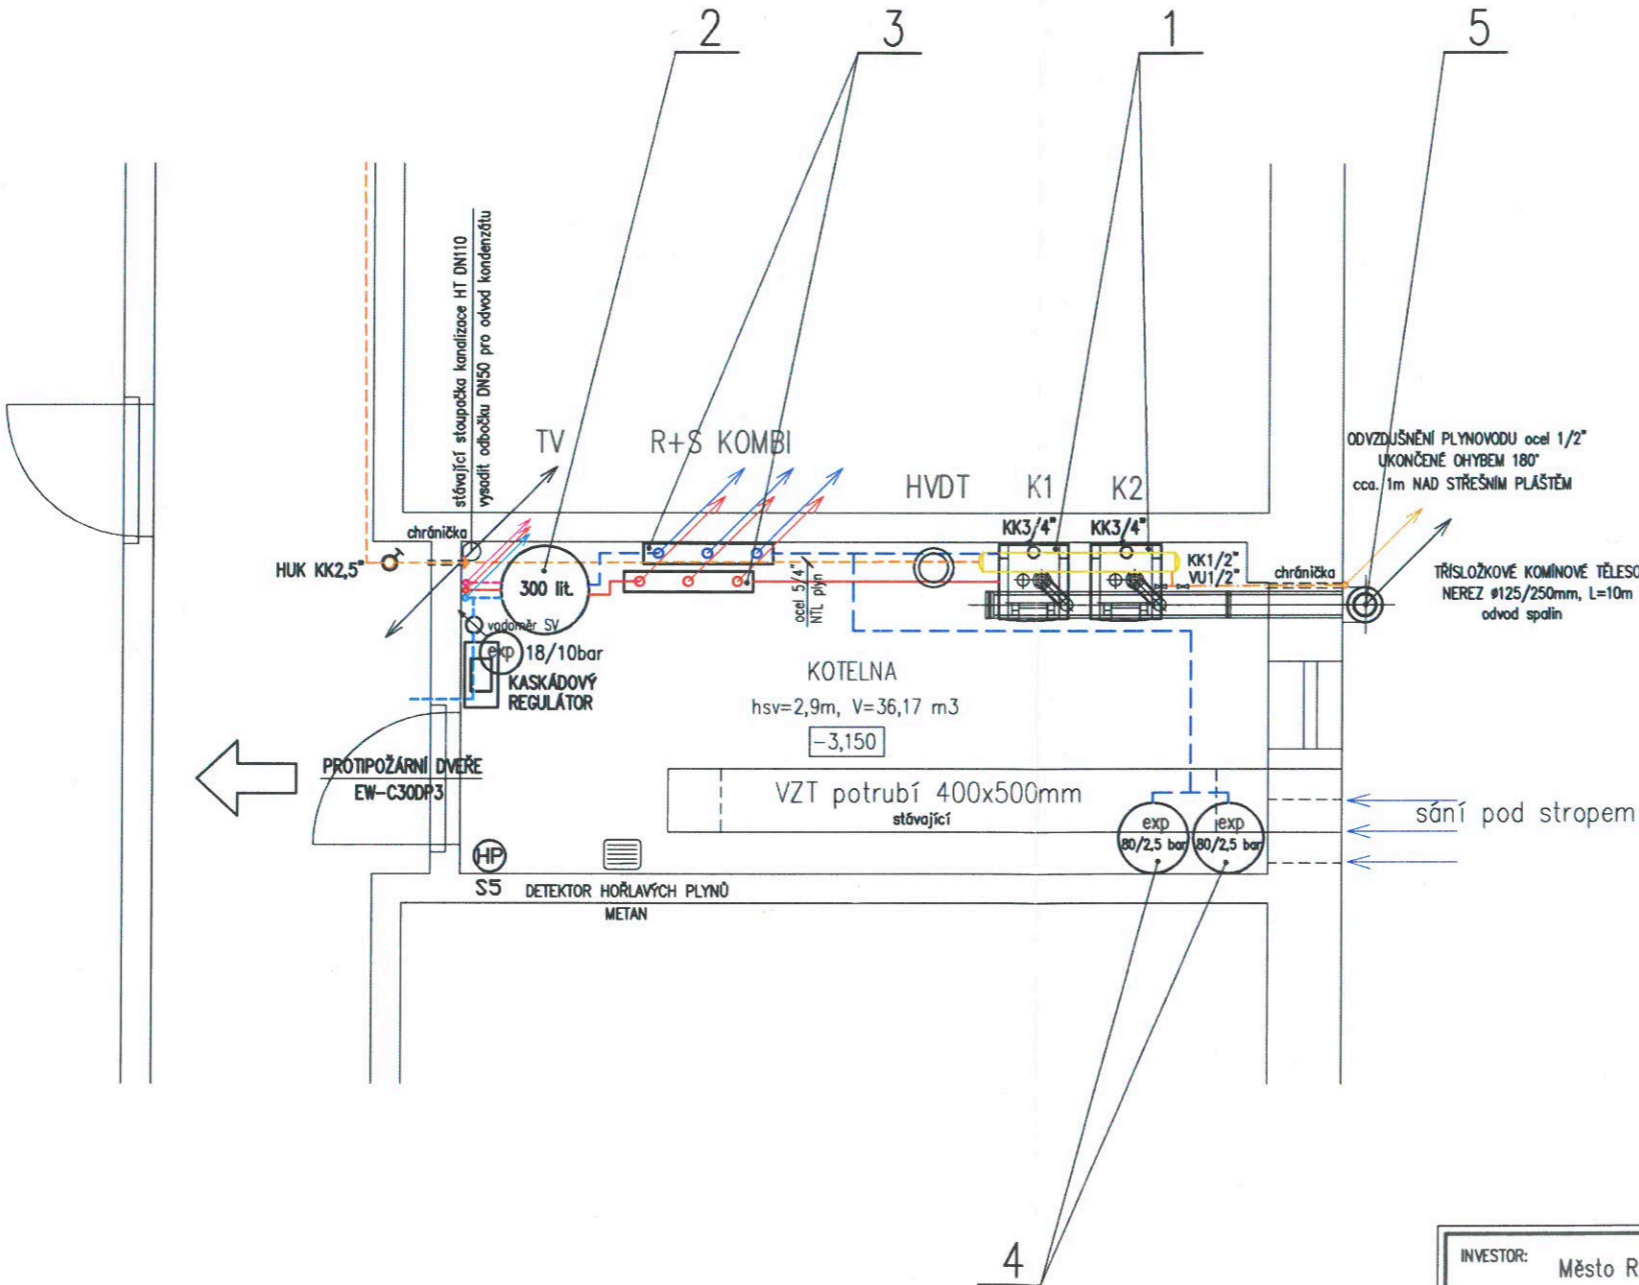 2
3
1
5
stávající stoupačka kanalizace HT DN110
vysadit odbočku DN50 pro odvod kondenzátu
TV
R+S KOMBI
HVDT
K1
K2
KK3/4"
KK3/4"
ODVZDUŠNĚNÍ PLYNOVODU ocel 1/2"
UKONČENÉ OHYBEM 180°
cca. 1m NAD STŘEŠNÍM PLÁŠTĚM
chránička
HUK KK2,5"
300 lit.
ocel 5/4"
NTL plyn
KK1/2"
VU1/2"
chránička
TŘÍSLOŽKOVÉ KOMÍNOVÉ TĚLESO
NEREZ ø125/250mm, L=10m
odvod spalin
vodoměr SV
exp
18/10bar
KASKÁDOVÝ
REGULÁTOR
KOTELNA
hsv=2,9m, V=36,17 m3
-3,150
PROTIPOŽÁRNÍ DVEŘE
EW-C30DP3
VZT potrubí 400x500mm
stávající
exp
80/2,5 bar
exp
80/2,5 bar
sání pod stropem
HP
S5
DETEKTOR HOŘLAVÝCH PLYNŮ
METAN
4
INVESTOR:
Město R